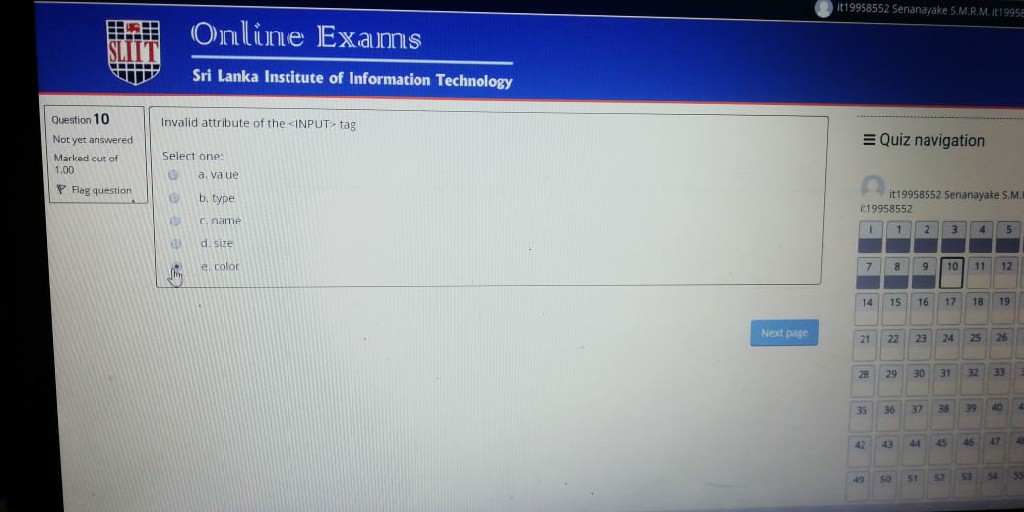 it19958552 Senanayake S.M.R.M. it1995
SLIIT
Online Exams
Sri Lanka Institute of Information Technology
Question 10
Not yet answered
Marked out of
1.00
Flag question
Invalid attribute of the <INPUT> tag
Select one:
a. value
b. type
c. name
d. size
e. color
Next page
Quiz navigation
it19958552 Senanayake S.M.
it19958552
i 1 2 3 4 5
7 8 9 10 11 12
14 15 16 17 18 19
21 22 23 24 25 26
28 29 30 31 32 33
35 36 37 38 39 40
42 43 44 45 46 47
49 50 51 52 53 54